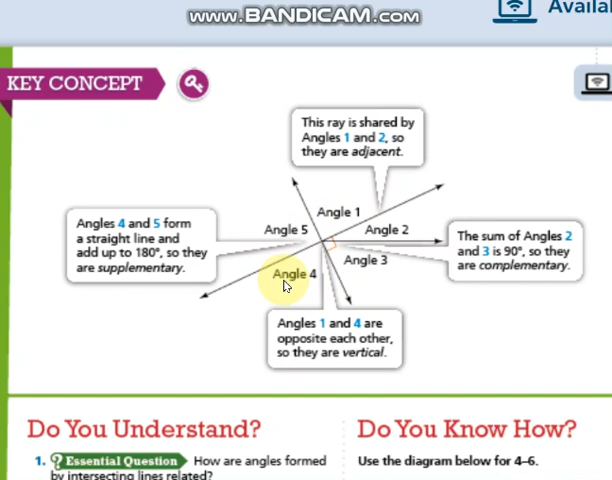 www.BANDICAM.com
Availa
KEY CONCEPT
This ray is shared by
Angles 1 and 2, so
they are adjacent.
Angle 1
Angle 5
Angle 2
Angles 4 and 5 form
a straight line and
add up to 180°, so they
are supplementary.
The sum of Angles 2
and 3 is 90°, so they
are complementary.
Angle 3
Angle 4
Angles 1 and 4 are
opposite each other,
so they are vertical.
Do You Understand?
1. ? Essential Question How are angles formed
by intersecting lines related?
Do You Know How?
Use the diagram below for 4–6.